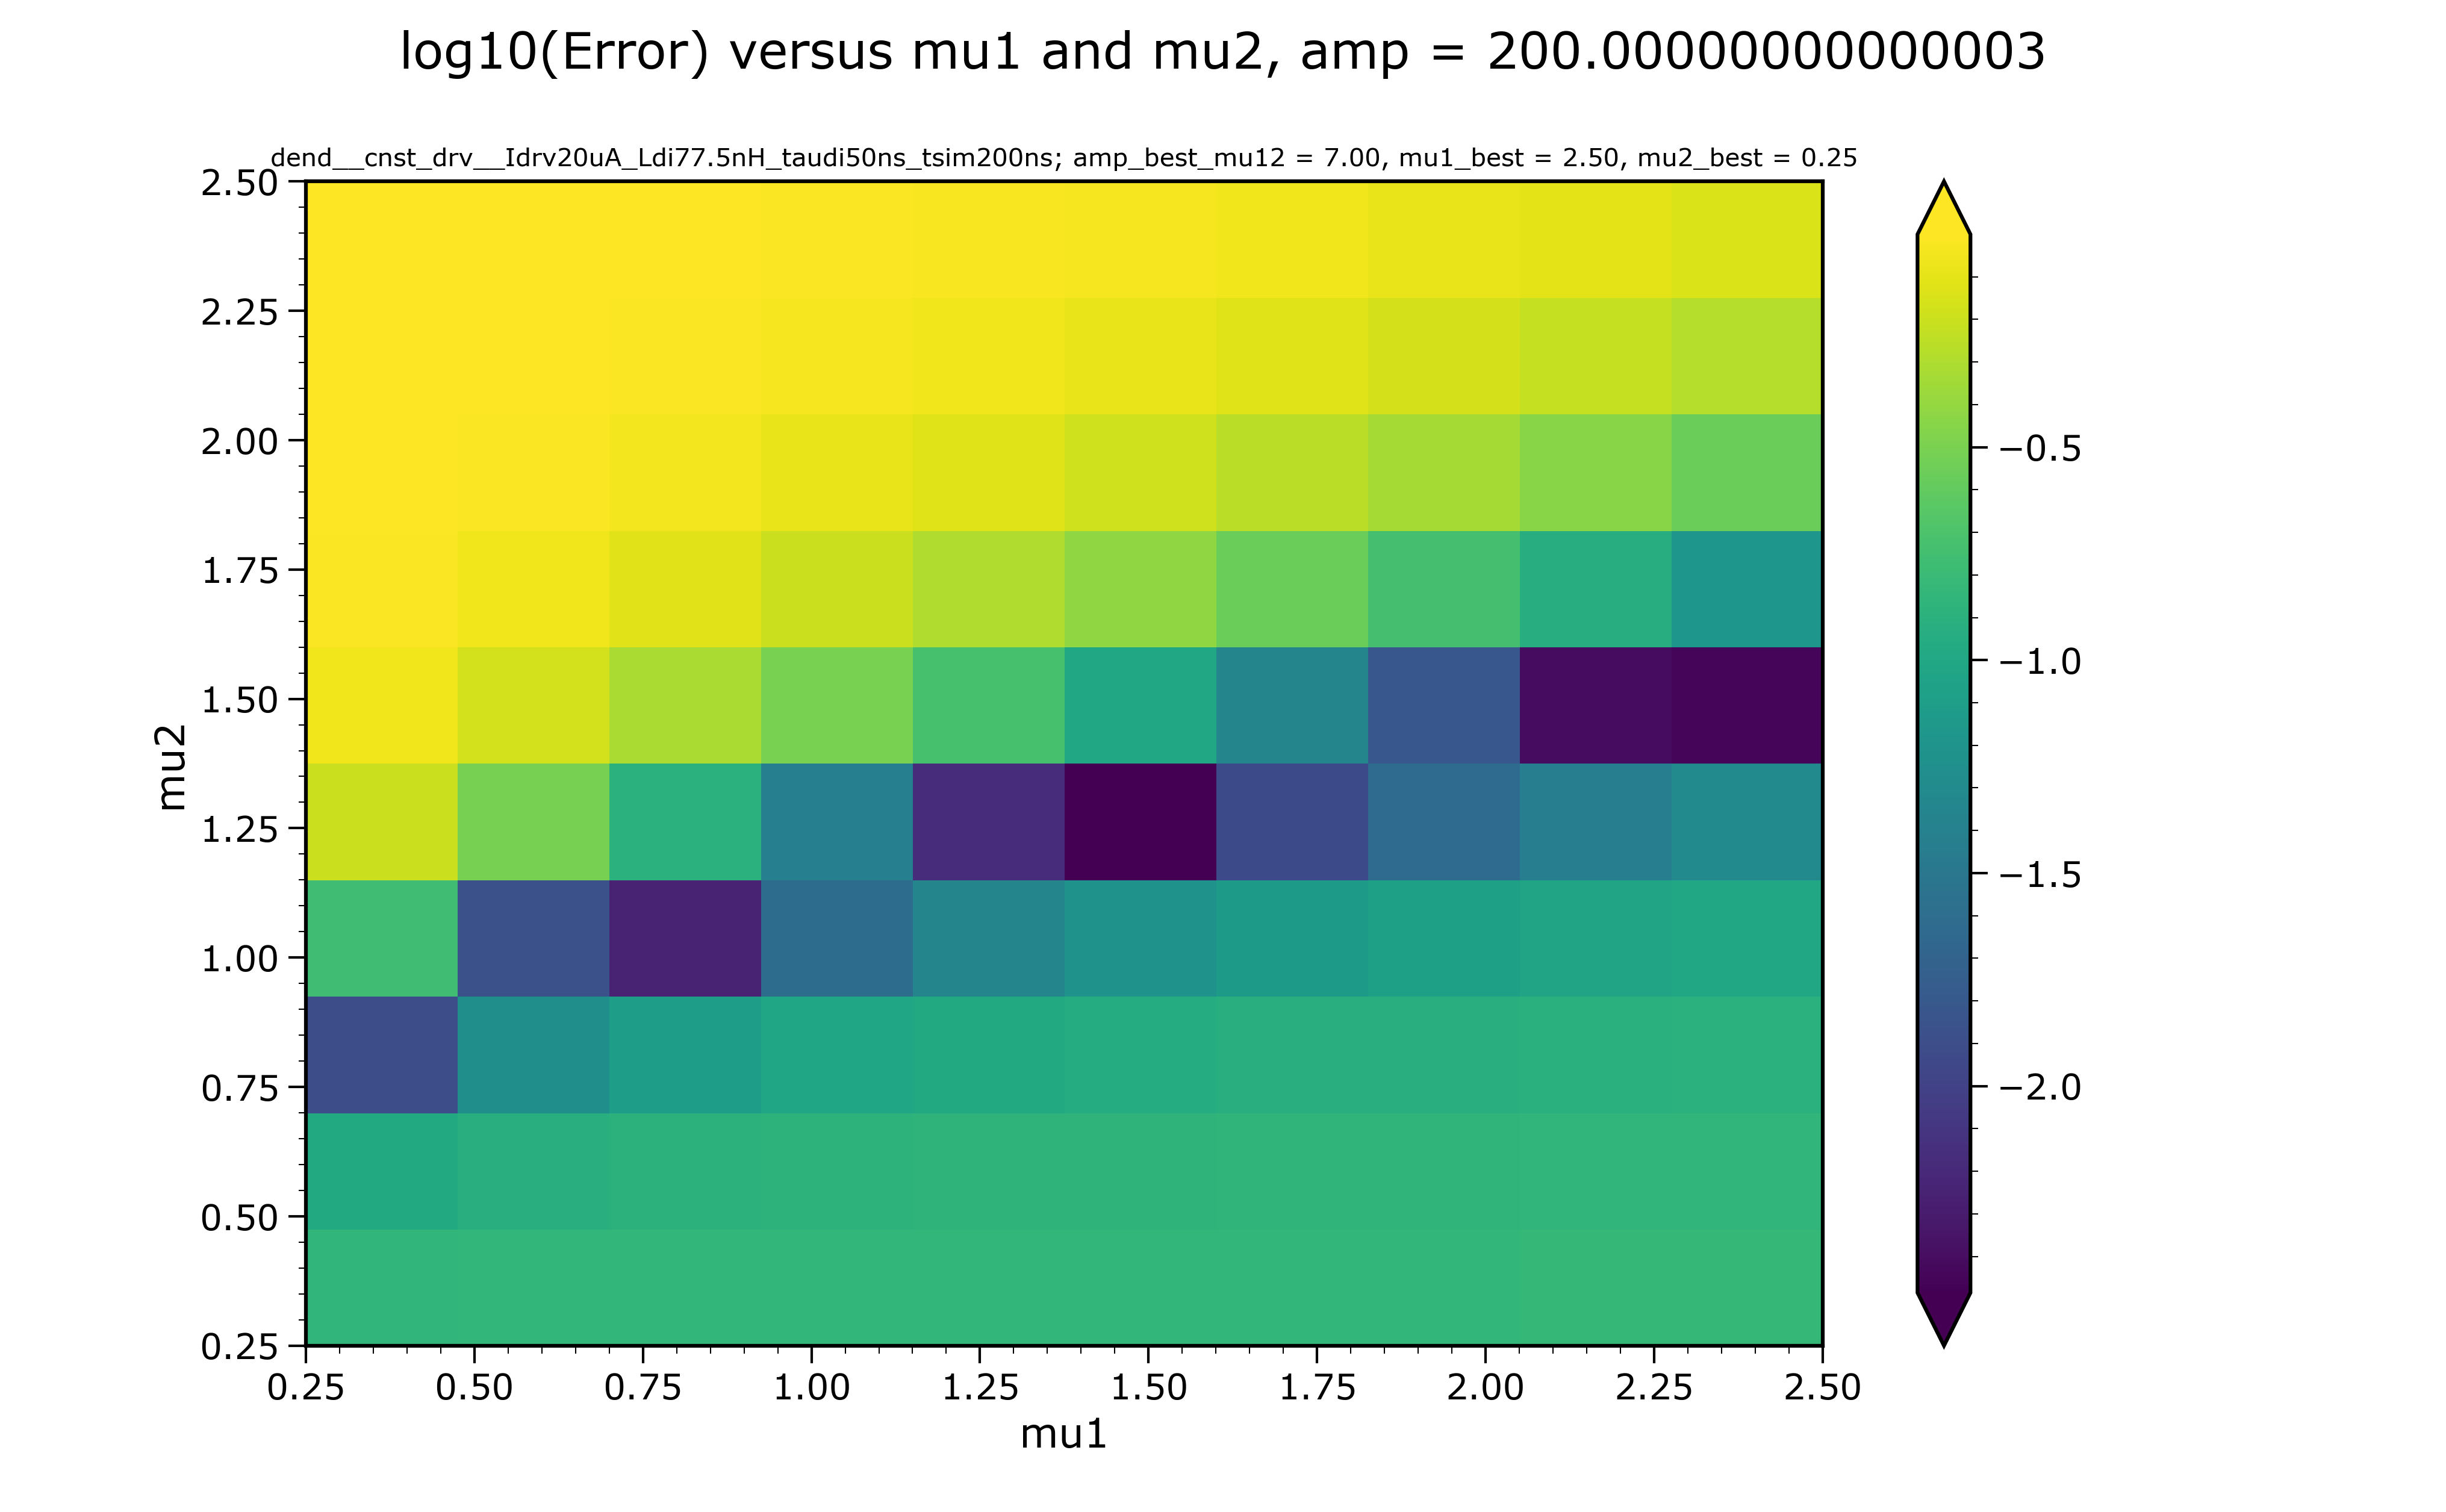 log10(Error) versus mu1 and mu2, amp = 200.00000000000003
dend__cnst_drv__Idrv20uA_Ldi77.5nH_taudi50ns_tsim200ns; amp_best_mu12 = 7.00, mu1_best = 2.50, mu2_best = 0.25
2.50
2.25
2.00
1.75
1.50
1.25
1.00
0.75
0.50
0.25
mu2
0.25 0.50 0.75 1.00 1.25 1.50 1.75 2.00 2.25 2.50
mu1
−0.5
−1.0
−1.5
−2.0